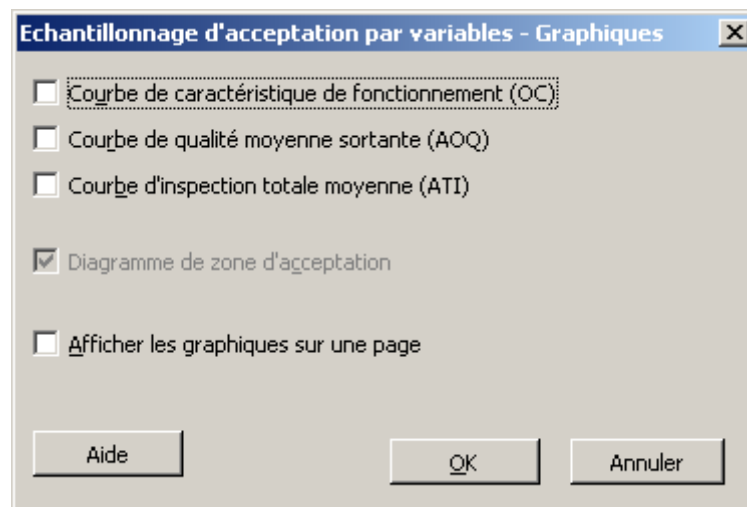 Echantillonnage d'acceptation par variables - Graphiques
Courbe de caractéristique de fonctionnement (OC)
Courbe de qualité moyenne sortante (AOQ)
Courbe d'inspection totale moyenne (ATI)
Diagramme de zone d'acceptation
Afficher les graphiques sur une page
Aide
OK
Annuler